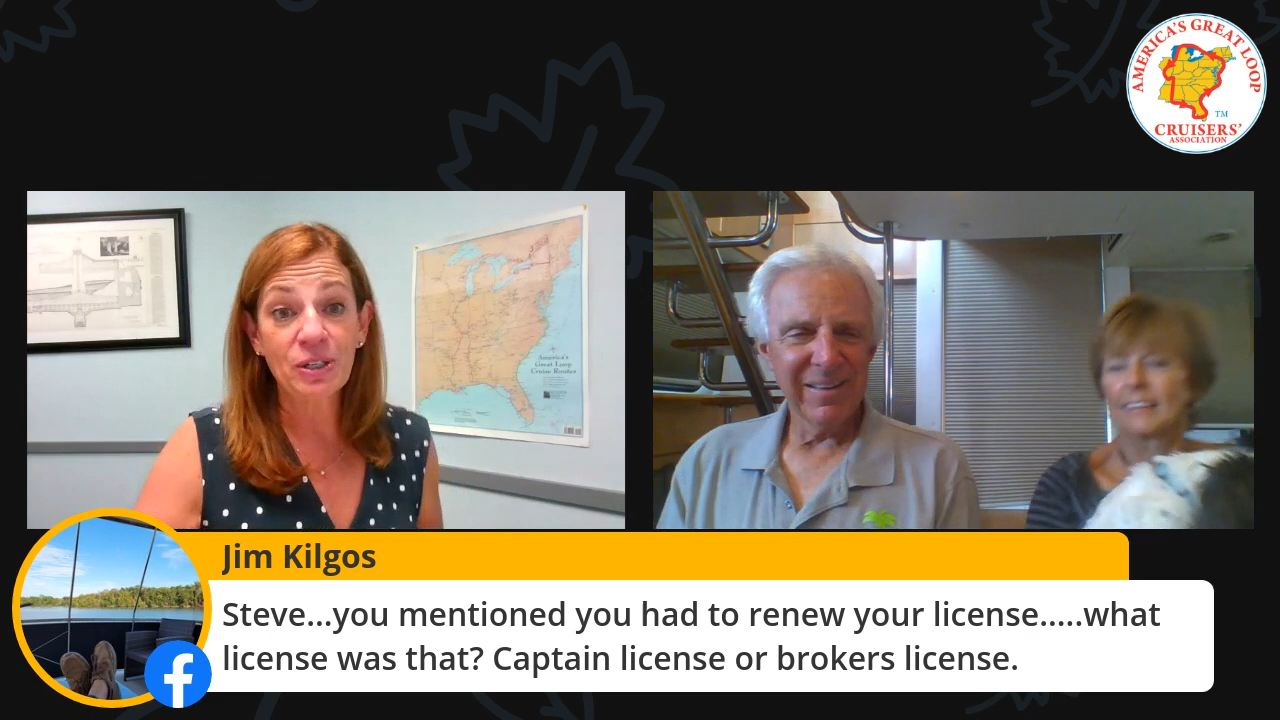 AMERICA'S GREAT LOOP
TM
CRUISERS'
ASSOCIATION
America's
Great Loop
Cruise Routes
Jim Kilgos
Steve...you mentioned you had to renew your license.....what
license was that? Captain license or brokers license.